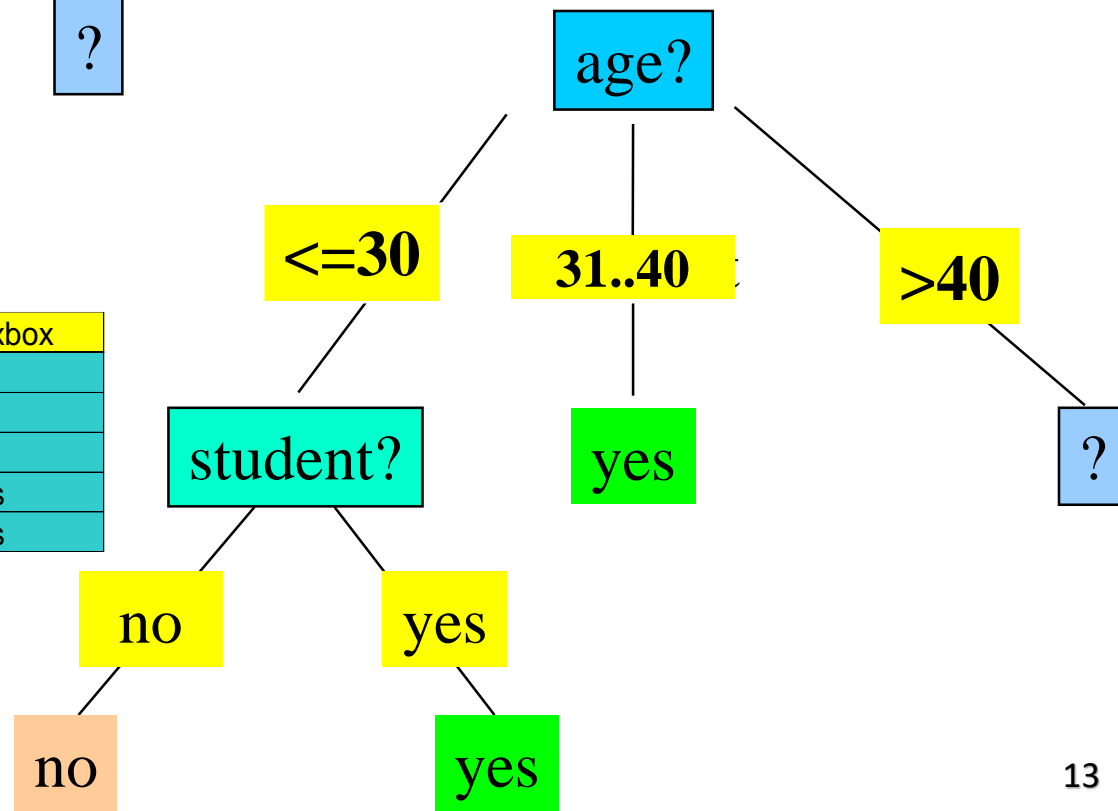 ?
age?
<=30
31..40
>40
xbox
student?
yes
?
s
s
no
yes
no
yes
13